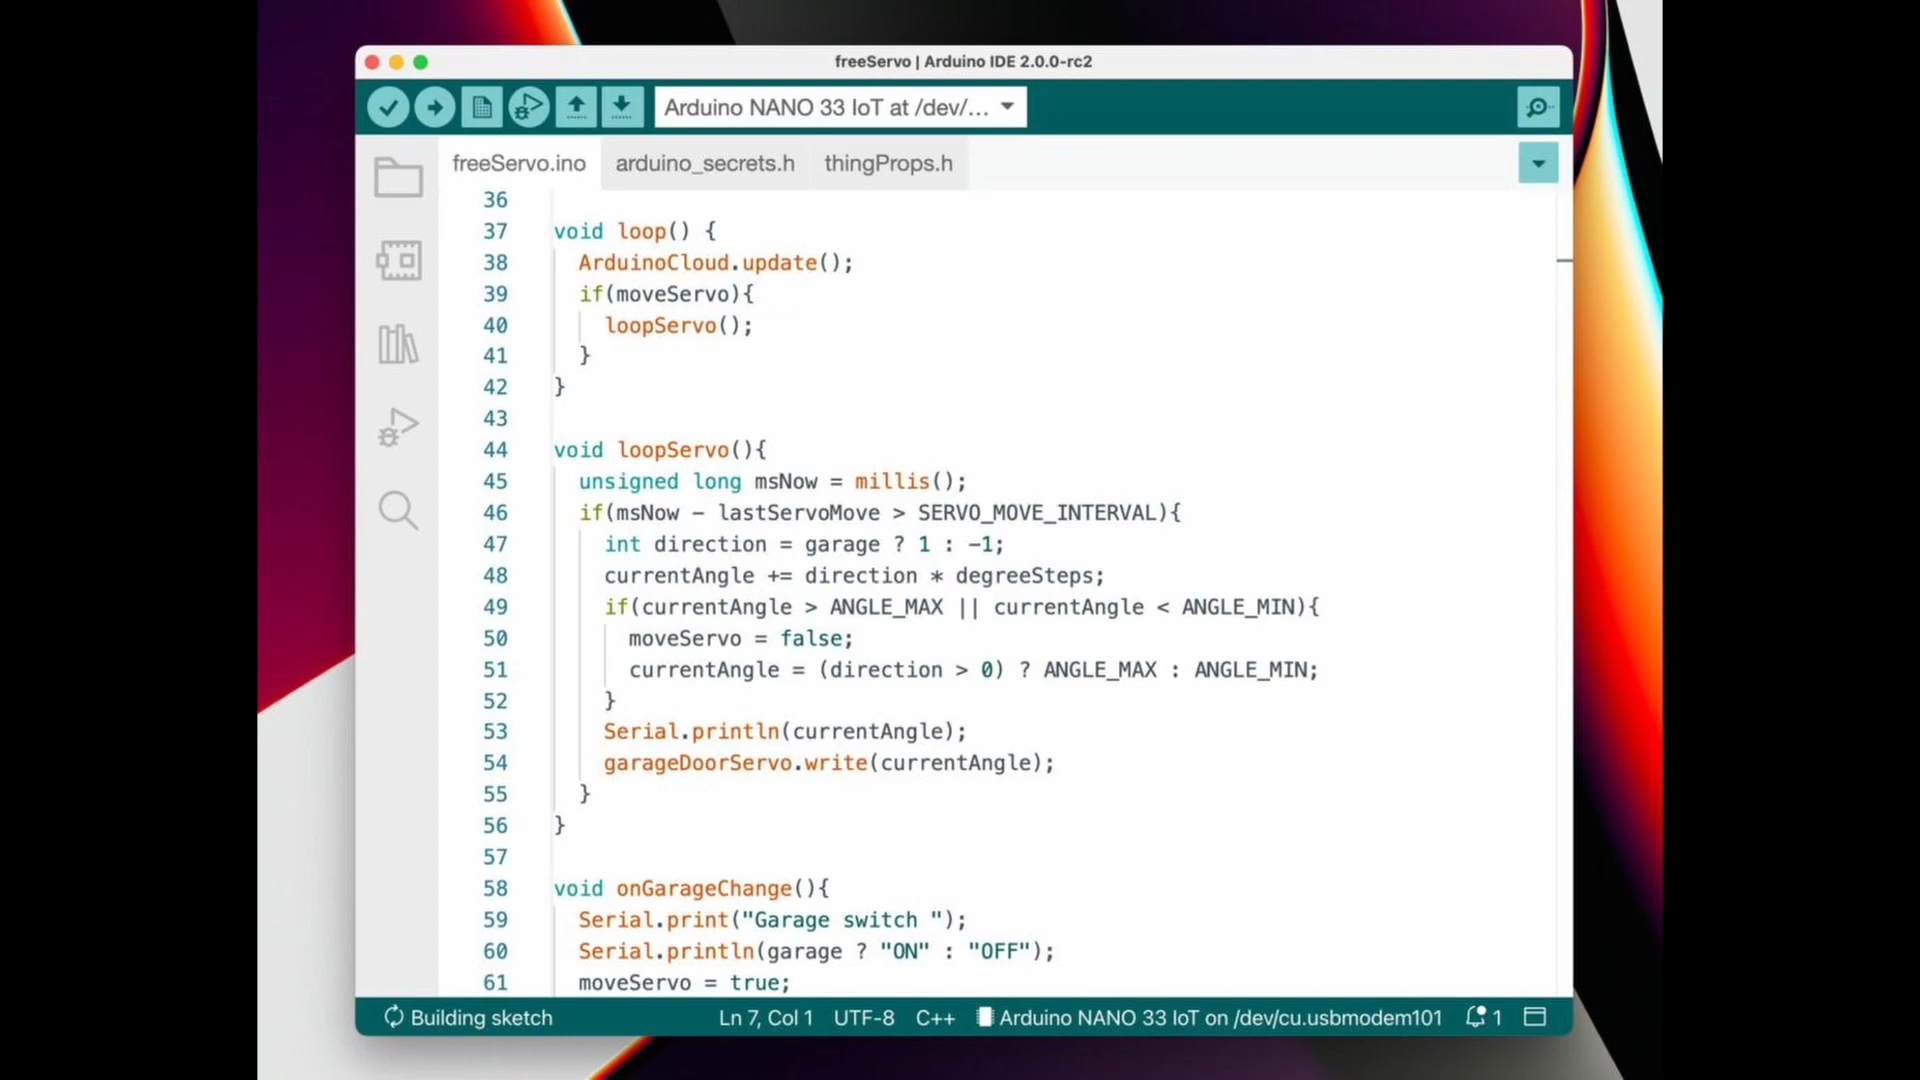 freeServo | Arduino IDE 2.0.0-rc2
Arduino NANO 33 IoT at /dev/...
freeServo.ino arduino_secrets.h thingProps.h
36
37 void loop() {
38 ArduinoCloud.update();
39 if(moveServo){
40 loopServo();
41 }
42 }
43
44 void loopServo(){
45 unsigned long msNow = millis();
46 if(msNow - lastServoMove > SERVO_MOVE_INTERVAL){
47 int direction = garage ? 1 : -1;
48 currentAngle += direction * degreeSteps;
49 if(currentAngle > ANGLE_MAX || currentAngle < ANGLE_MIN){
50 moveServo = false;
51 currentAngle = (direction > 0) ? ANGLE_MAX : ANGLE_MIN;
52 }
53 Serial.println(currentAngle);
54 garageDoorServo.write(currentAngle);
55 }
56 }
57
58 void onGarageChange(){
59 Serial.print("Garage switch ");
60 Serial.println(garage ? "ON" : "OFF");
61 moveServo = true;
Building sketch Ln 7, Col 1 UTF-8 C++ Arduino NANO 33 IoT on /dev/cu.usbmodem101 1